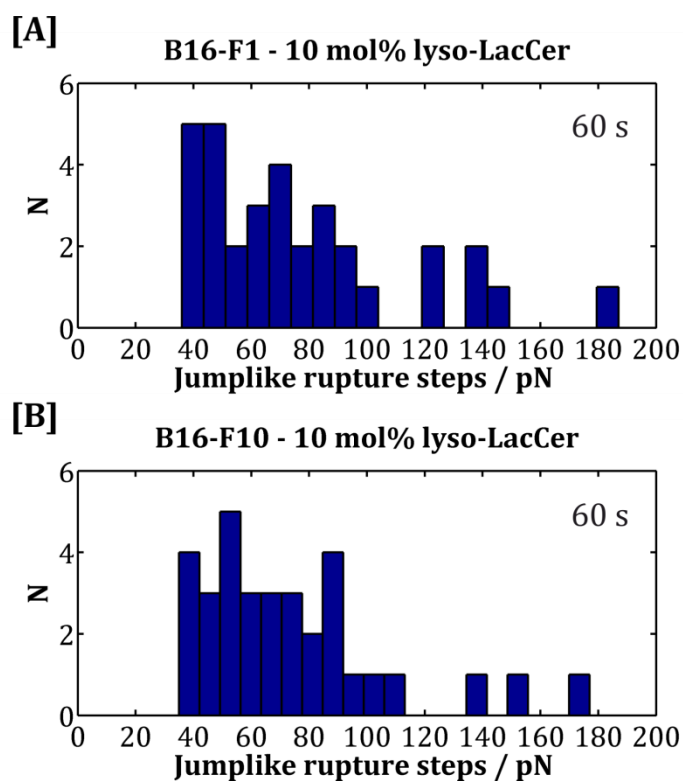 [A]
B16-F1 - 10 mol% lyso-LacCer
60 s
6
4
2
0
N
0 20 40 60 80 100 120 140 160 180 200
Jumplike rupture steps / pN
[B]
B16-F10 - 10 mol% lyso-LacCer
60 s
6
4
2
0
N
0 20 40 60 80 100 120 140 160 180 200
Jumplike rupture steps / pN